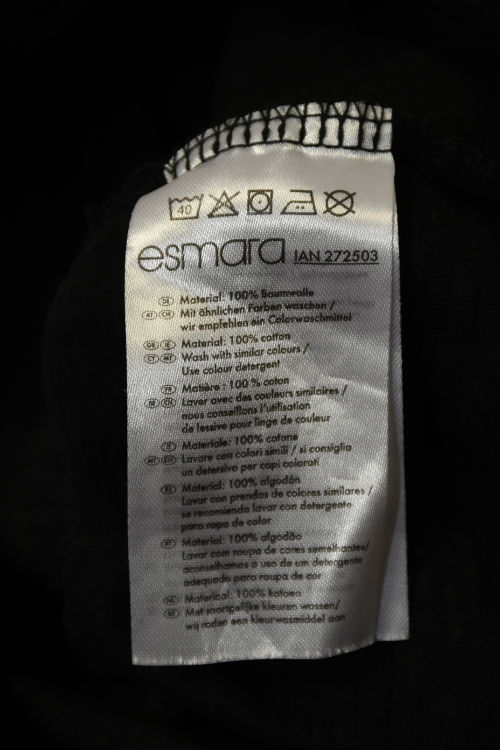 40
esmara IAN 272503
DE Material: 100% Baumwolle
AT CH Mit ähnlichen Farben waschen /
wir empfehlen ein Colorwaschmittel
GB IE Material: 100% cotton
CY MT Wash with similar colours /
Use colour detergent
FR Matière : 100 % coton
BE CH Laver avec des couleurs similaires /
nous conseillons l'utilisation
de lessive pour linge de couleur
IT Materiale: 100% cotone
MT CH Lavare con colori simili / si consiglia
un detersivo per capi colorati
ES Material: 100% algodón
Lavar con prendas de colores similares /
se recomienda lavar con detergente
para ropa de color
PT Material: 100% algodão
Lavar com roupa de cores semelhantes/
aconselhamos o uso de um detergente
adequado para roupa de cor
NL Materiaal: 100% katoen
BE Met soortgelijke kleuren wassen/
wij raden een kleurwasmiddel aan